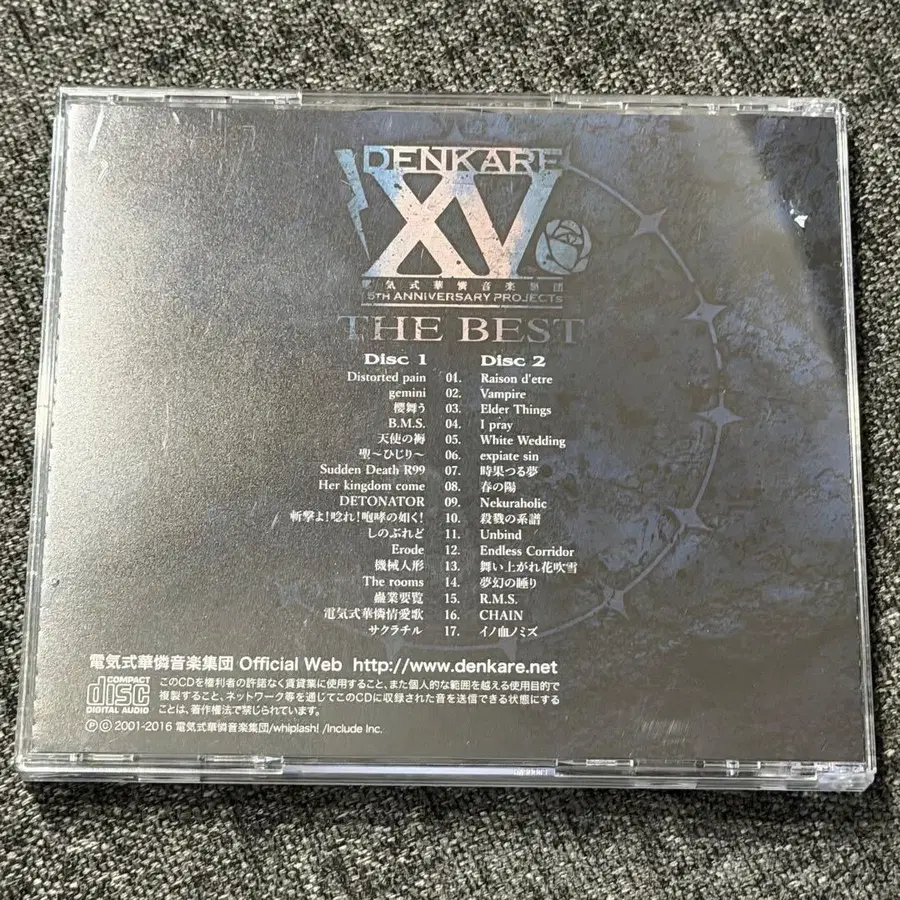 DENKARE
XV
電気式華憐音楽集団
15TH ANNIVERSARY PROJECTs
THE BEST
Disc 1 Disc 2
Distorted pain 01. Raison d'etre
gemini 02. Vampire
櫻舞う 03. Elder Things
B.M.S. 04. I pray
天使の褥 05. White Wedding
聖～ひじり～ 06. expiate sin
Sudden Death R99 07. 時果つる夢
Her kingdom come 08. 春の陽
DETONATOR 09. Nekuraholic
斬撃よ!唸れ!咆哮の如く! 10. 殺戮の系譜
しのぶれど 11. Unbind
Erode 12. Endless Corridor
機械人形 13. 舞い上がれ花吹雪
The rooms 14. 夢幻の睡り
蠱業要覧 15. R.M.S.
電気式華憐情愛歌 16. CHAIN
サクラチル 17. イノ血ノミズ
電気式華憐音楽集団 Official Web http://www.denkare.net
COMPACT disc DIGITAL AUDIO
このCDを権利者の許諾なく賃貸業に使用すること、また個人的な範囲を越える使用目的で
複製すること、ネットワーク等を通じてこのCDに収録された音を送信できる状態にする
ことは、著作権法で禁じられています。
Ⓟ Ⓒ 2001-2016 電気式華憐音楽集団/whiplash! /Include Inc.